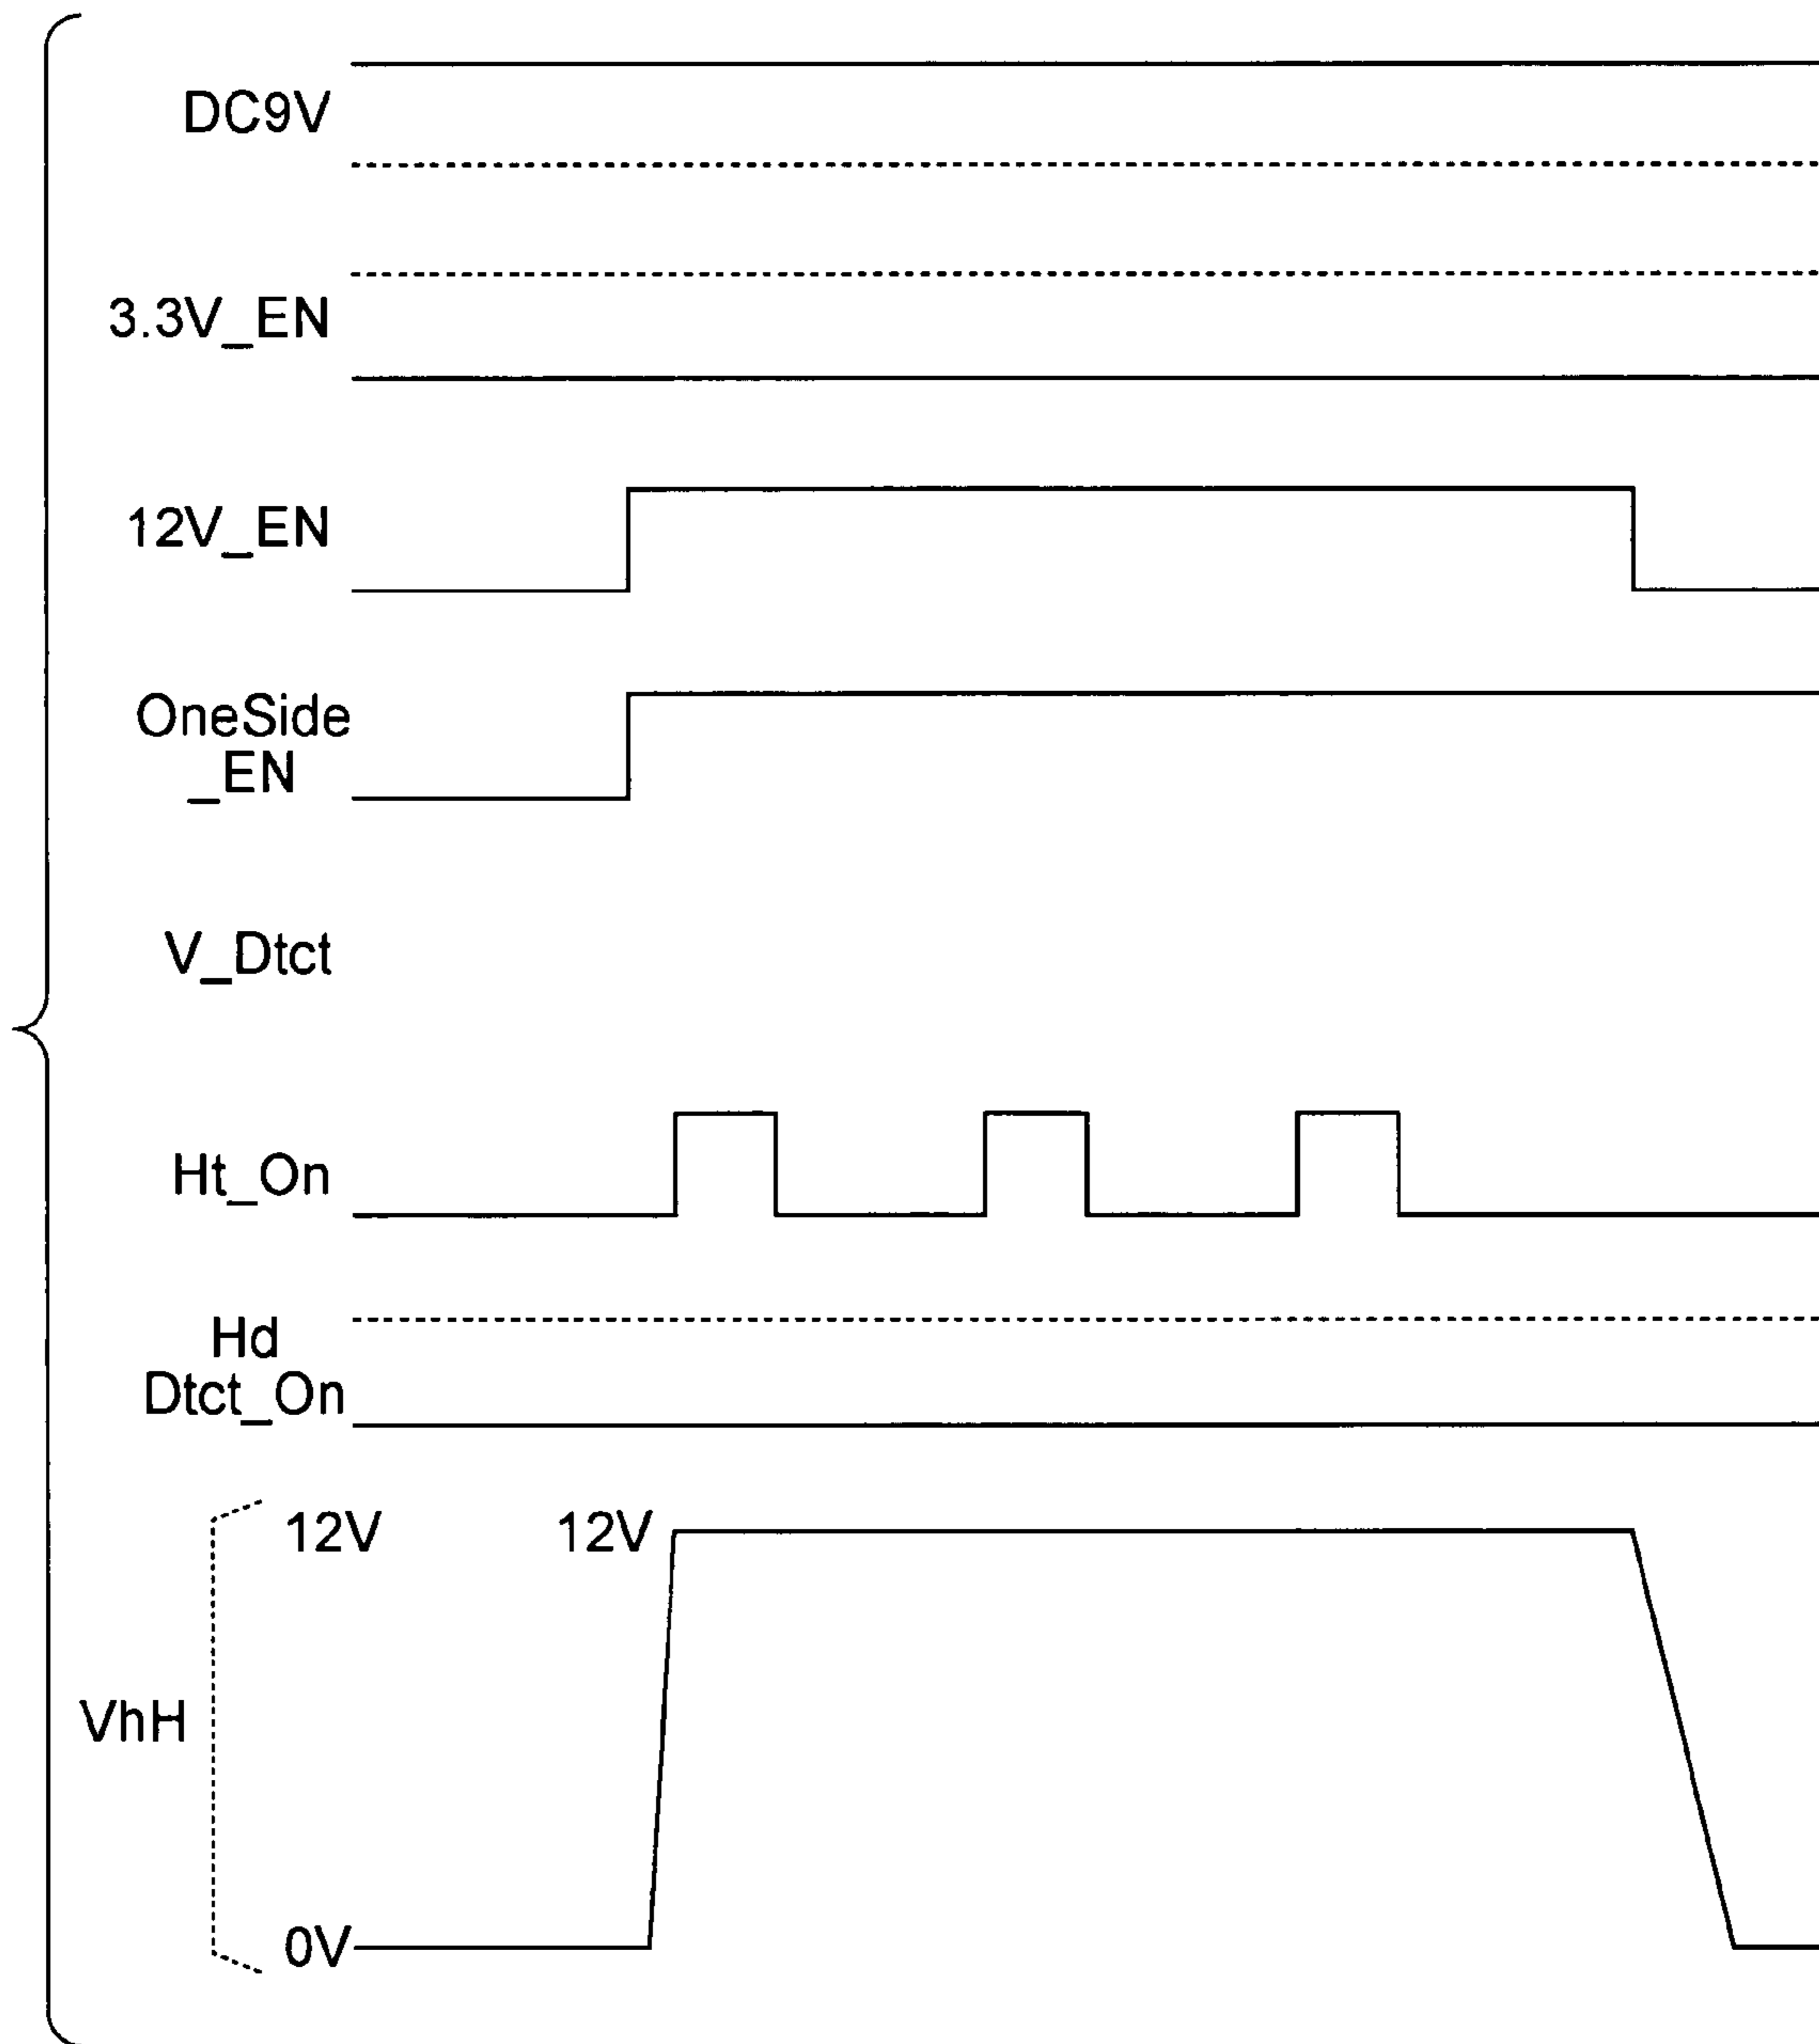 DC9V
3.3V_EN
12V_EN
OneSide
_EN
V_Dtct
Ht_On
Hd
Dtct_On
12V 12V
VhH
0V